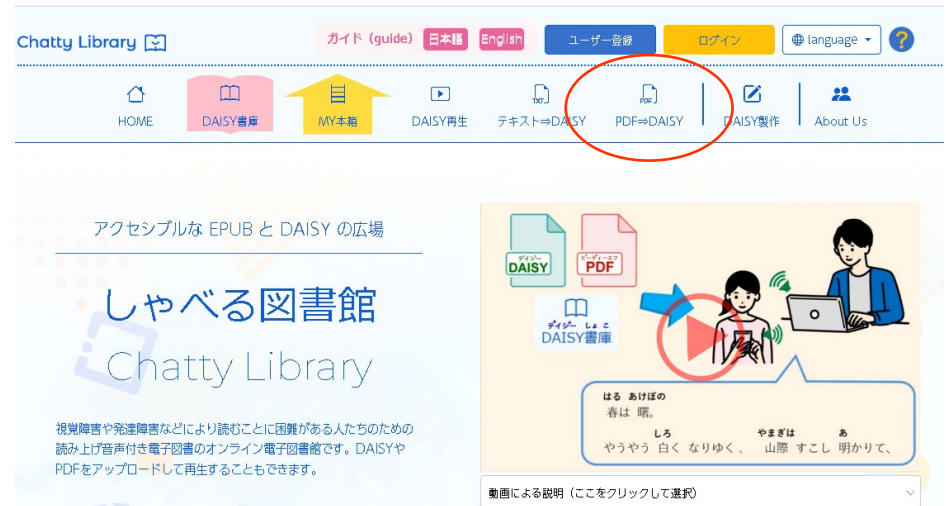 Chatty Library
ガイド (guide) 日本語 English ユーザー登録 ログイン language ?
HOME DAISY書庫 MY本箱 DAISY再生 TXT テキスト⇒DAISY PDF PDF⇒DAISY DAISY製作 About Us
アクセシブルな EPUB と DAISY の広場
しゃべる図書館
Chatty Library
視覚障害や発達障害などにより読むことに困難がある人たちのための
読み上げ音声付き電子図書のオンライン電子図書館です。DAISYや
PDFをアップロードして再生することもできます。
デイジー
DAISY
ピーディーエフ
PDF
デイジー しょこ
DAISY書庫
はる あけぼの
春は 曙。
しろ やまぎは あ
やうやう 白く なりゆく、 山際 すこし 明かりて、
動画による説明（ここをクリックして選択）